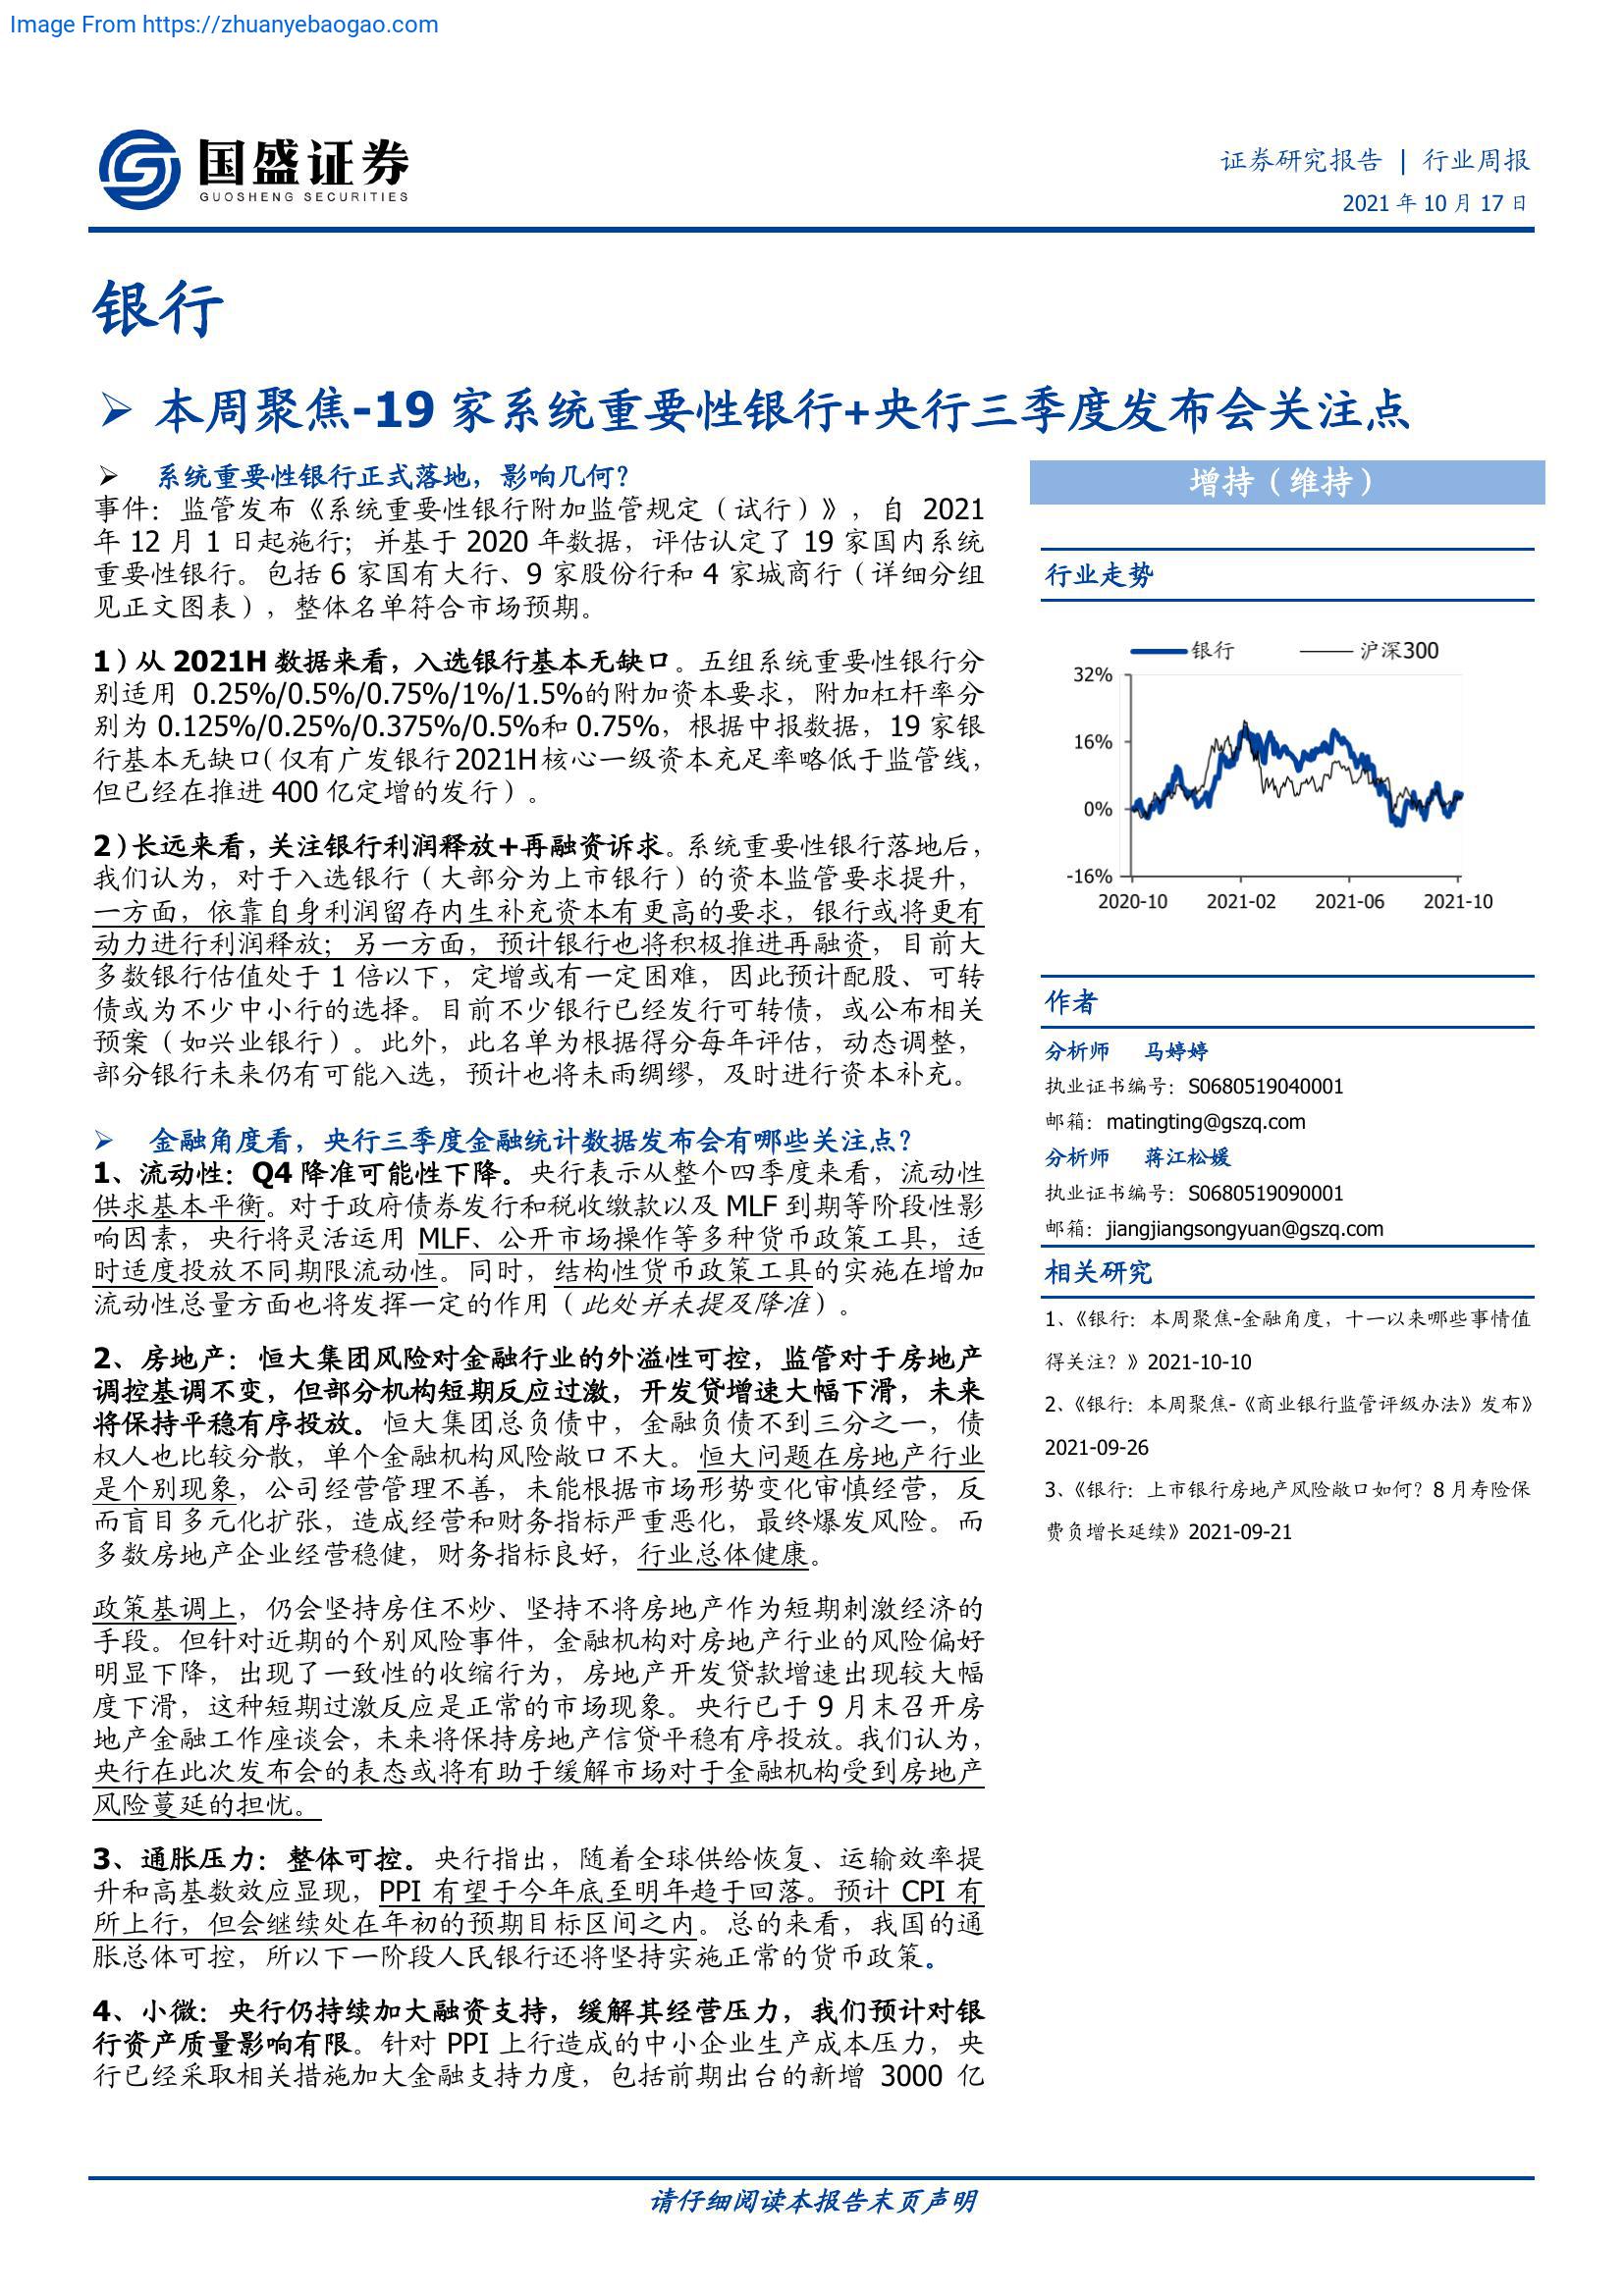 Image From https://zhuanyebaogao.com
国盛证券
GUOSHENG SECURITIES
证券研究报告 | 行业周报
2021 年 10 月 17 日
银行
➢ 本周聚焦-19 家系统重要性银行+央行三季度发布会关注点
➢ 系统重要性银行正式落地，影响几何？
事件：监管发布《系统重要性银行附加监管规定（试行）》，自 2021
年 12 月 1 日起施行；并基于 2020 年数据，评估认定了 19 家国内系统
重要性银行。包括 6 家国有大行、9 家股份行和 4 家城商行（详细分组
见正文图表），整体名单符合市场预期。
1）从 2021H 数据来看，入选银行基本无缺口。五组系统重要性银行分
别适用 0.25%/0.5%/0.75%/1%/1.5%的附加资本要求，附加杠杆率分
别为 0.125%/0.25%/0.375%/0.5%和 0.75%，根据中报数据，19 家银
行基本无缺口（仅有广发银行 2021H 核心一级资本充足率略低于监管线，
但已经在推进 400 亿定增的发行）。
2）长远来看，关注银行利润释放+再融资诉求。系统重要性银行落地后，
我们认为，对于入选银行（大部分为上市银行）的资本监管要求提升，
一方面，依靠自身利润留存内生补充资本有更高的要求，银行或将更有
动力进行利润释放；另一方面，预计银行也将积极推进再融资，目前大
多数银行估值处于 1 倍以下，定增或有一定困难，因此预计配股、可转
债或为不少中小行的选择。目前不少银行已经发行可转债，或公布相关
预案（如兴业银行）。此外，此名单为根据得分每年评估，动态调整，
部分银行未来仍有可能入选，预计也将未雨绸缪，及时进行资本补充。
➢ 金融角度看，央行三季度金融统计数据发布会有哪些关注点？
1、流动性：Q4 降准可能性下降。央行表示从整个四季度来看，流动性
供求基本平衡。对于政府债券发行和税收缴款以及 MLF 到期等阶段性影
响因素，央行将灵活运用 MLF、公开市场操作等多种货币政策工具，适
时适度投放不同期限流动性。同时，结构性货币政策工具的实施在增加
流动性总量方面也将发挥一定的作用（此处并未提及降准）。
2、房地产：恒大集团风险对金融行业的外溢性可控，监管对于房地产
调控基调不变，但部分机构短期反应过激，开发贷增速大幅下滑，未来
将保持平稳有序投放。恒大集团总负债中，金融负债不到三分之一，债
权人也比较分散，单个金融机构风险敞口不大。恒大问题在房地产行业
是个别现象，公司经营管理不善，未能根据市场形势变化审慎经营，反
而盲目多元化扩张，造成经营和财务指标严重恶化，最终爆发风险。而
多数房地产企业经营稳健，财务指标良好，行业总体健康。
政策基调上，仍会坚持房住不炒、坚持不将房地产作为短期刺激经济的
手段。但针对近期的个别风险事件，金融机构对房地产行业的风险偏好
明显下降，出现了一致性的收缩行为，房地产开发贷款增速出现较大幅
度下滑，这种短期过激反应是正常的市场现象。央行已于 9 月末召开房
地产金融工作座谈会，未来将保持房地产信贷平稳有序投放。我们认为，
央行在此次发布会的表态或将有助于缓解市场对于金融机构受到房地产
风险蔓延的担忧。
3、通胀压力：整体可控。央行指出，随着全球供给恢复、运输效率提
升和高基数效应显现，PPI 有望于今年底至明年趋于回落。预计 CPI 有
所上行，但会继续处在年初的预期目标区间之内。总的来看，我国的通
胀总体可控，所以下一阶段人民银行还将坚持实施正常的货币政策。
4、小微：央行仍持续加大融资支持，缓解其经营压力，我们预计对银
行资产质量影响有限。针对 PPI 上行造成的中小企业生产成本压力，央
行已经采取相关措施加大金融支持力度，包括前期出台的新增 3000 亿
增持（维持）
行业走势
银行 沪深300
32%
16%
0%
-16%
2020-10 2021-02 2021-06 2021-10
作者
分析师 马婷婷
执业证书编号：S0680519040001
邮箱：matingting@gszq.com
分析师 蒋江松媛
执业证书编号：S0680519090001
邮箱：jiangjiangsongyuan@gszq.com
相关研究
1、《银行：本周聚焦-金融角度，十一以来哪些事情值
得关注？》2021-10-10
2、《银行：本周聚焦-《商业银行监管评级办法》发布》
2021-09-26
3、《银行：上市银行房地产风险敞口如何？8 月寿险保
费负增长延续》2021-09-21
请仔细阅读本报告末页声明